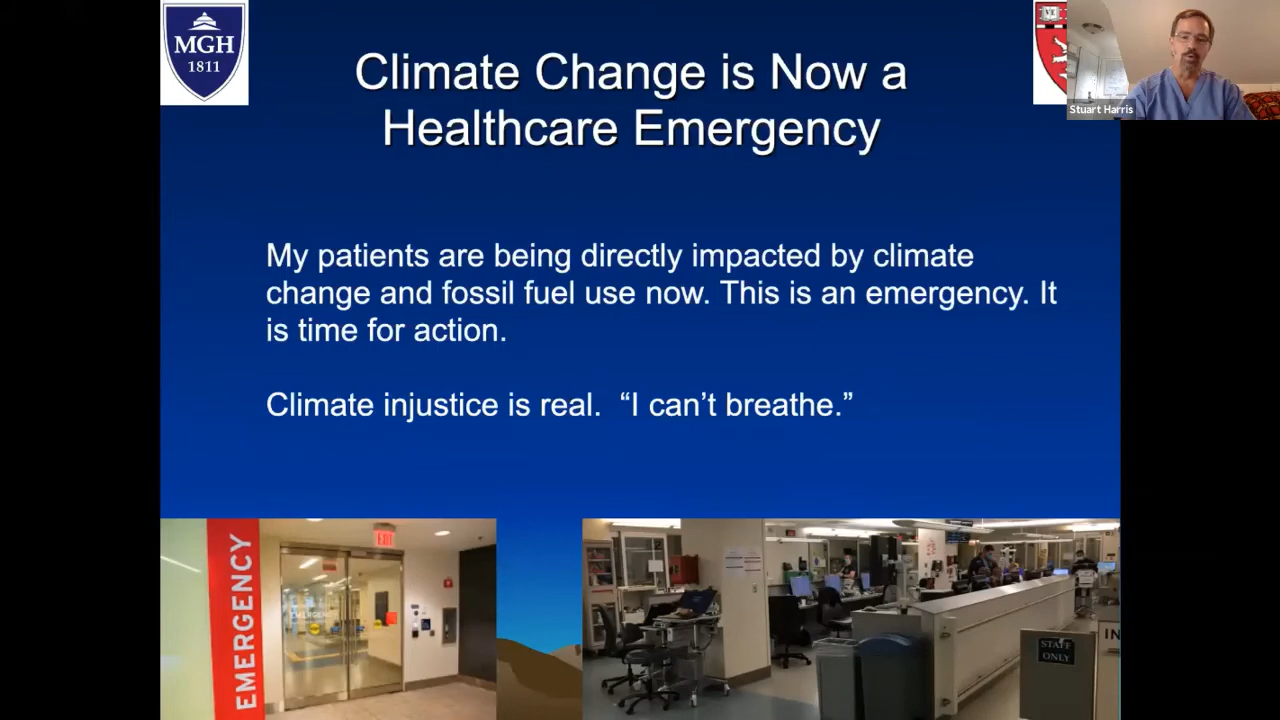 MGH
1811
Climate Change is Now a
Healthcare Emergency
VE
Stuart Harris
My patients are being directly impacted by climate
change and fossil fuel use now. This is an emergency. It
is time for action.
Climate injustice is real. “I can’t breathe.”
EMERGENCY
EXIT
STAFF
ONLY
IN